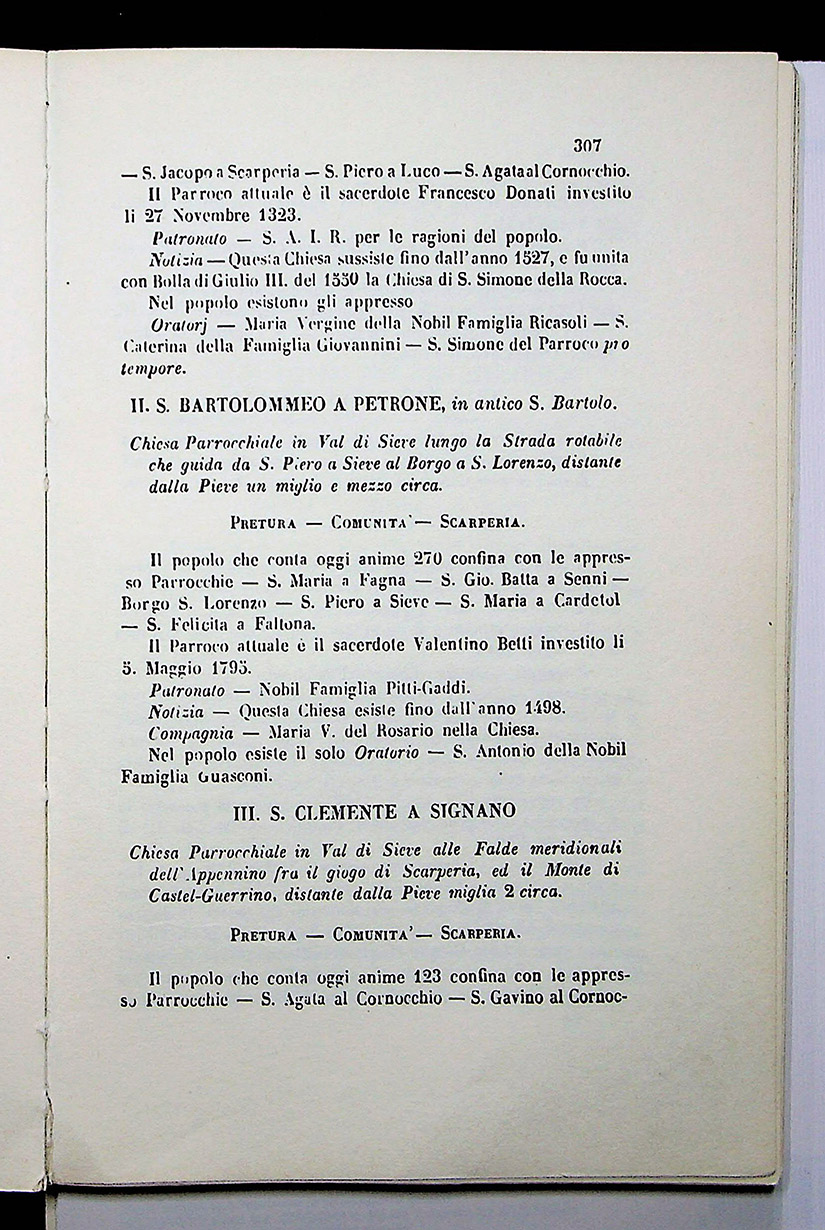 307
— S. Jacopo a Scarperia — S. Piero a Luco — S. Agata al Cornocchio.
Il Parroco attuale è il sacerdote Francesco Donati investito
li 27 Novembre 1323.
Patronato — S. A. I. R. per le ragioni del popolo.
Notizia — Questa Chiesa sussiste fino dall'anno 1527, e fu unita
con Bolla di Giulio III. del 1550 la Chiesa di S. Simone della Rocca.
Nel popolo esistono gli appresso
Oratorj — Maria Vergine della Nobil Famiglia Ricasoli — S.
Caterina della Famiglia Giovannini — S. Simone del Parroco pro
tempore.
II. S. BARTOLOMMEO A PETRONE, in antico S. Bartolo.
Chiesa Parrocchiale in Val di Sieve lungo la Strada rotabile
che guida da S. Piero a Sieve al Borgo a S. Lorenzo, distante
dalla Pieve un miglio e mezzo circa.
PRETURA — COMUNITA' — SCARPERIA.
Il popolo che conta oggi anime 270 confina con le appres-
so Parrocchie — S. Maria a Fagna — S. Gio. Batta a Senni —
Borgo S. Lorenzo — S. Piero a Sieve — S. Maria a Cardetol
— S. Felicita a Faltona.
Il Parroco attuale è il sacerdote Valentino Betti investito li
5. Maggio 1795.
Patronato — Nobil Famiglia Pitti-Gaddi.
Notizia — Questa Chiesa esiste fino dall'anno 1498.
Compagnia — Maria V. del Rosario nella Chiesa.
Nel popolo esiste il solo Oratorio — S. Antonio della Nobil
Famiglia Guasconi.
III. S. CLEMENTE A SIGNANO
Chiesa Parrocchiale in Val di Sieve alle Falde meridionali
dell'Appennino fra il giogo di Scarperia, ed il Monte di
Castel-Guerrino, distante dalla Pieve miglia 2 circa.
PRETURA — COMUNITA' — SCARPERIA.
Il popolo che conta oggi anime 123 confina con le appres-
so Parrocchie — S. Agata al Cornocchio — S. Gavino al Cornoc-